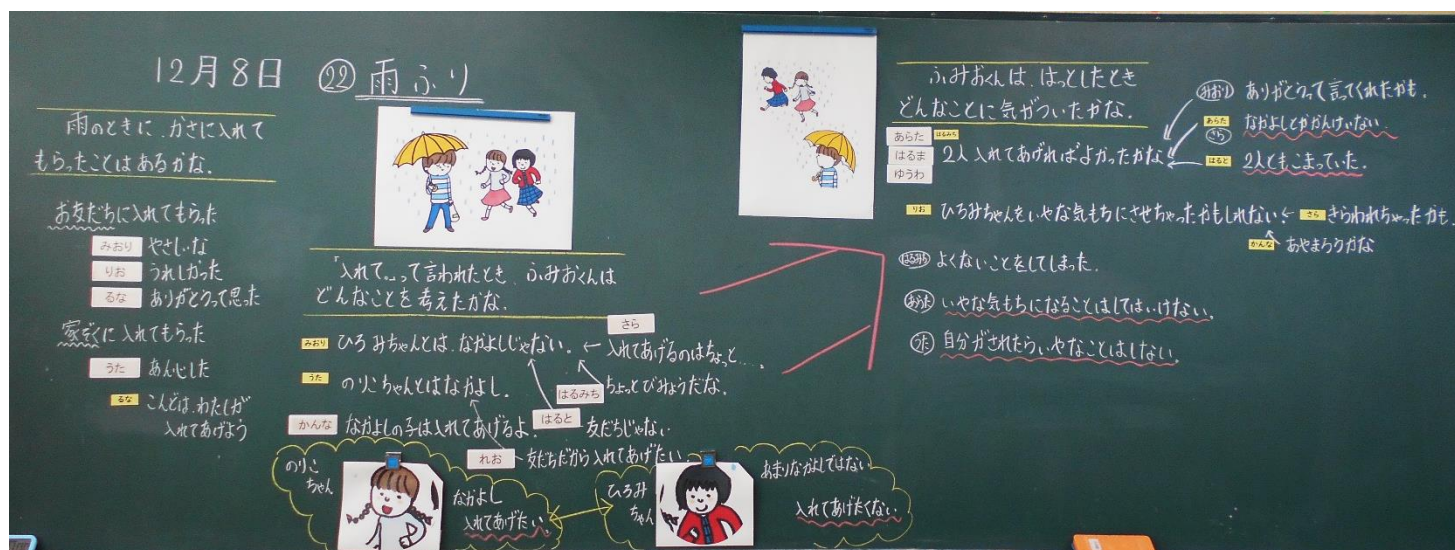 12月8日 ㉒雨ふり
雨のときに、かさに入れて
もらったことはあるかな。
お友だちに入れてもらった
みおり やさしいな
りお うれしかった
るな ありがとうって思った
家ぞくに入れてもらった
うた あん心した
るな こんどは、わたしが
入れてあげよう
「入れて。」って言われたとき、ふみおくんは
どんなことを考えたかな。
みおり ひろみちゃんとは、なかよしじゃない。
さら
入れてあげるのはちょっと…。
はるみち ちょっとびみょうだな。
はると 友だちじゃない
うた のりこちゃんとはなかよし。
かんな なかよしの子は入れてあげるよ。
れお 友だちだから入れてあげたい。
のりこ
ちゃん
なかよし
入れてあげたい。
ひろみ
ちゃん
あまりなかよしではない
入れてあげたくない
ふみおくんは、はっとしたとき
どんなことに気がついたかな。
あらた はるみち
はるま
ゆうわ
2人入れてあげればよかったかな
みおり ありがとうって言ってくれたかも。
あらた なかよしとかかんけいない。
さら
はると 2人ともこまっていた。
りお ひろみちゃんをいやな気もちにさせちゃったかもしれない
さら きらわれちゃったかも。
かんな あやまろうかな
はるみち よくないことをしてしまった。
あらた いやな気もちになることはしてはいけない。
うた 自分がされたらいやなことはしない。